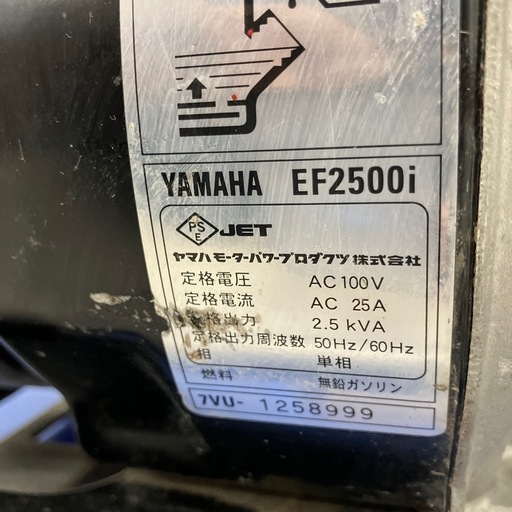 YAMAHA EF2500i
PS E JET
ヤマハモーターパワープロダクツ株式会社
定格電圧 AC 100V
定格電流 AC 25A
定格出力 2.5 kVA
定格出力周波数 50Hz/60Hz
相 単相
燃料 無鉛ガソリン
7VU- 1258999